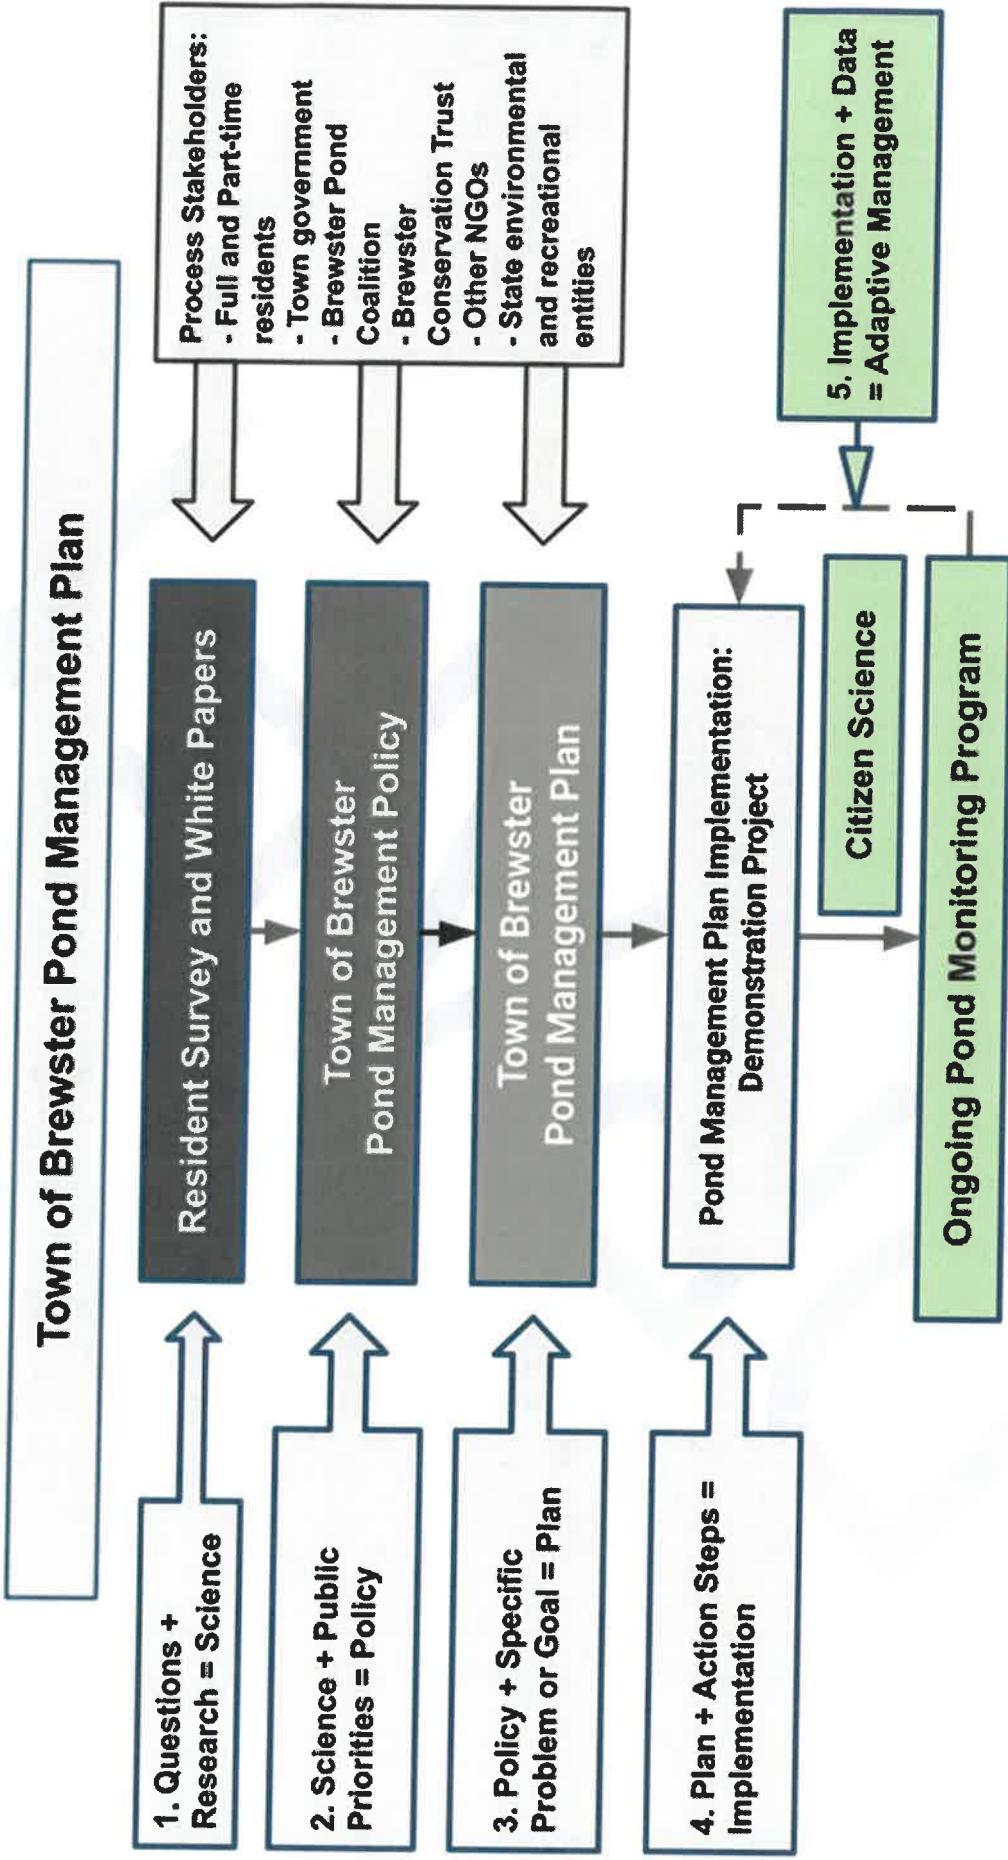 Town of Brewster Pond Management Plan
1. Questions +
Research = Science
Resident Survey and White Papers
Process Stakeholders:
- Full and Part-time
residents
- Town government
- Brewster Pond
Coalition
- Brewster
Conservation Trust
- Other NGOs
- State environmental
and recreational
entities
2. Science + Public
Priorities = Policy
Town of Brewster
Pond Management Policy
3. Policy + Specific
Problem or Goal = Plan
Town of Brewster
Pond Management Plan
4. Plan + Action Steps =
Implementation
Pond Management Plan Implementation:
Demonstration Project
5. Implementation + Data
= Adaptive Management
Citizen Science
Ongoing Pond Monitoring Program